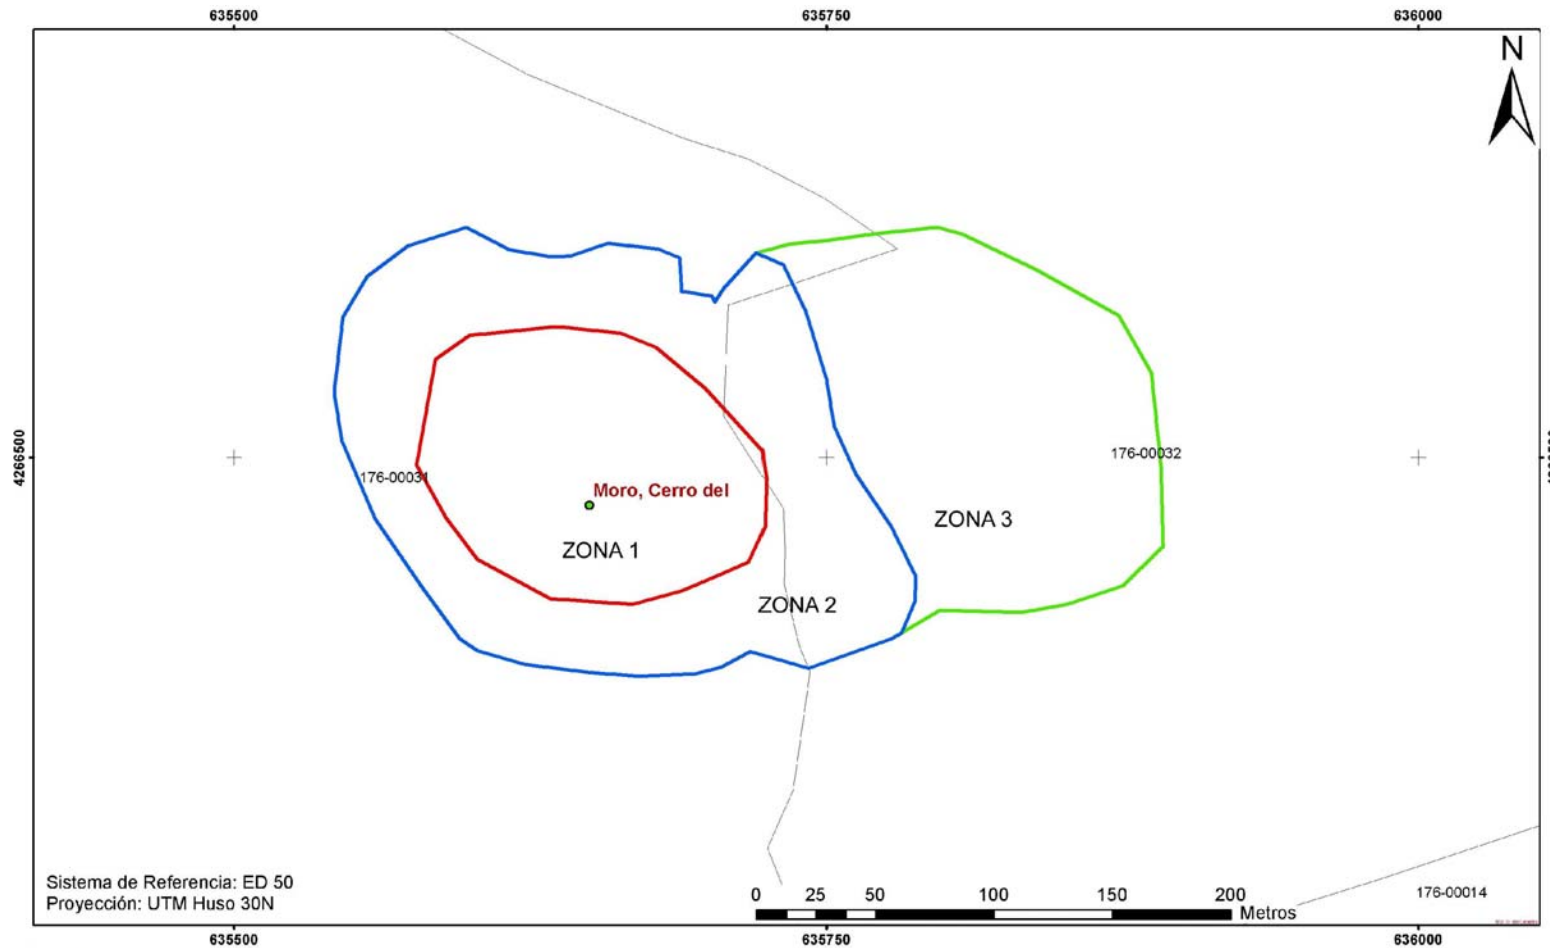 635500 635750 636000
N
4266500
176-00032
176-00031
Moro, Cerro del
ZONA 3
ZONA 1
ZONA 2
Sistema de Referencia: ED 50
Proyección: UTM Huso 30N
0 25 50 100 150 200
Metros
176-00014
635500 635750 636000